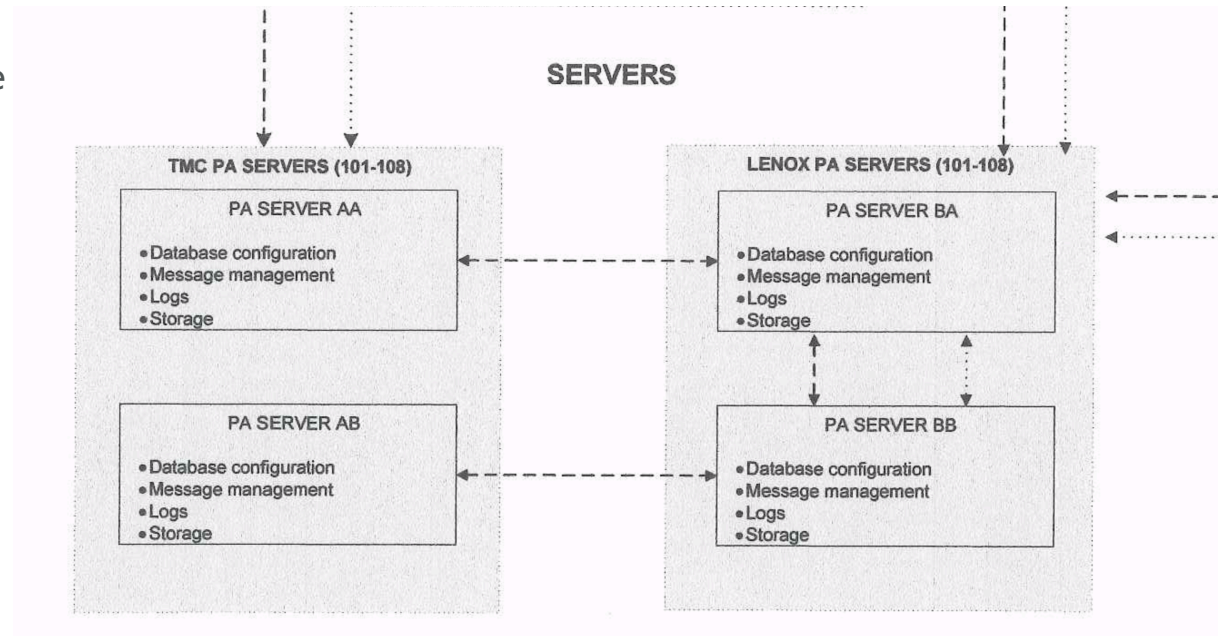 e
SERVERS
TMC PA SERVERS (101-108)
PA SERVER AA
•Database configuration
•Message management
•Logs
•Storage
PA SERVER AB
•Database configuration
•Message management
•Logs
•Storage
LENOX PA SERVERS (101-108)
PA SERVER BA
•Database configuration
•Message management
•Logs
•Storage
PA SERVER BB
•Database configuration
•Message management
•Logs
•Storage